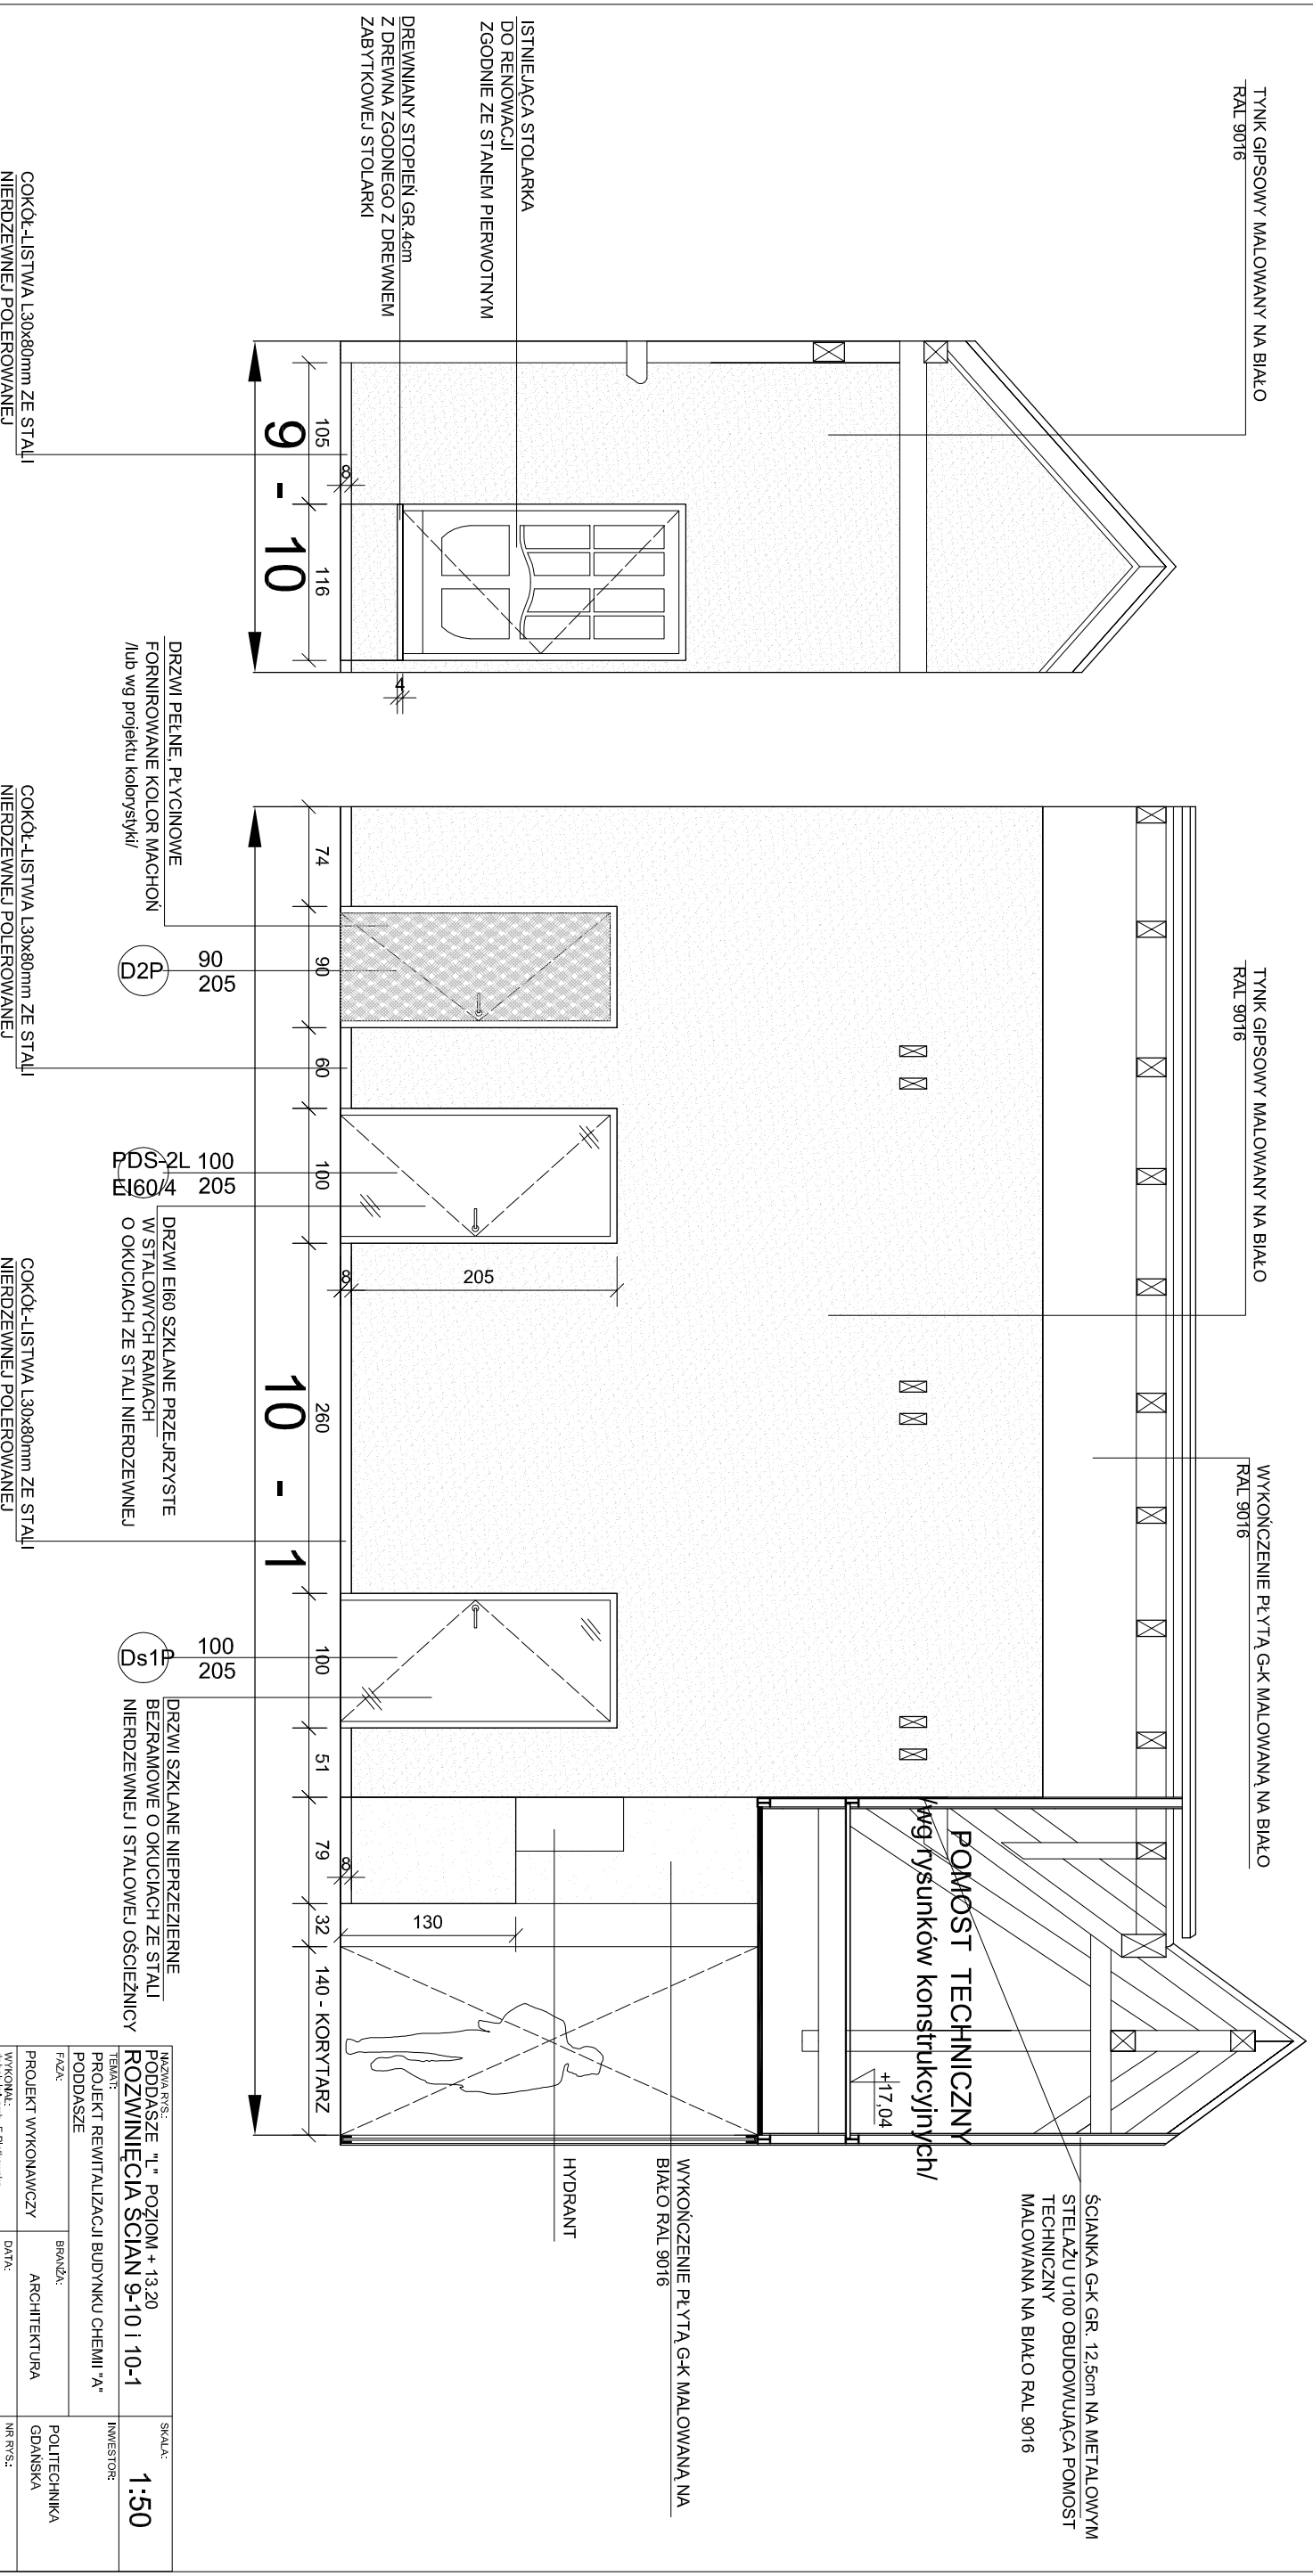 TYNK GIPSOWY MALOWANY NA BIAŁO
RAL 9016
ISTNIEJĄCA STOLARKA
DO RENOWACJI
ZGODNIE ZE STANEM PIERWOTNYM
DREWNIANY STOPIEŃ GR.4cm
Z DREWNA ZGODNEGO Z DREWNEM
ZABYTKOWEJ STOLARKI
COKÓŁ-LISTWA L30x80mm ZE STALI
NIERDZEWNEJ POLEROWANEJ
105
116
8
4
9 - 10
TYNK GIPSOWY MALOWANY NA BIAŁO
RAL 9016
WYKOŃCZENIE PŁYTĄ G-K MALOWANĄ NA BIAŁO
RAL 9016
ŚCIANKA G-K GR. 12,5cm NA METALOWYM
STELAŻU U100 OBUDOWUJĄCA POMOST
TECHNICZNY
MALOWANA NA BIAŁO RAL 9016
POMOST TECHNICZNY
/wg rysunków konstrukcyjnych/
+17,04
WYKOŃCZENIE PŁYTĄ G-K MALOWANĄ NA
BIAŁO RAL 9016
HYDRANT
205
8
130
8
74
90
60
100
260
100
51
79
32
140 - KORYTARZ
10 - 1
D2P
90
205
DRZWI PEŁNE, PŁYCINOWE
FORNIROWANE KOLOR MACHOŃ
/lub wg projektu kolorystyki/
PDS-2L
EI60/4
100
205
DRZWI EI60 SZKLANE PRZEJRZYSTE
W STALOWYCH RAMACH
O OKUCIACH ZE STALI NIERDZEWNEJ
Ds1P
100
205
DRZWI SZKLANE NIEPRZEZIERNE
BEZRAMOWE O OKUCIACH ZE STALI
NIERDZEWNEJ I STALOWEJ OŚCIEŻNICY
COKÓŁ-LISTWA L30x80mm ZE STALI
NIERDZEWNEJ POLEROWANEJ
COKÓŁ-LISTWA L30x80mm ZE STALI
NIERDZEWNEJ POLEROWANEJ
NAZWA RYS.:
PODDASZE "L" POZIOM + 13.20
ROZWINIĘCIA ŚCIAN 9-10 i 10-1
SKALA:
1:50
TEMAT:
PROJEKT REWITALIZACJI BUDYNKU CHEMII "A"
PODDASZE
INWESTOR:
POLITECHNIKA
GDAŃSKA
FAZA:
PROJEKT WYKONAWCZY
BRANŻA:
ARCHITEKTURA
WYKONAŁ:
DATA:
NR RYS.: